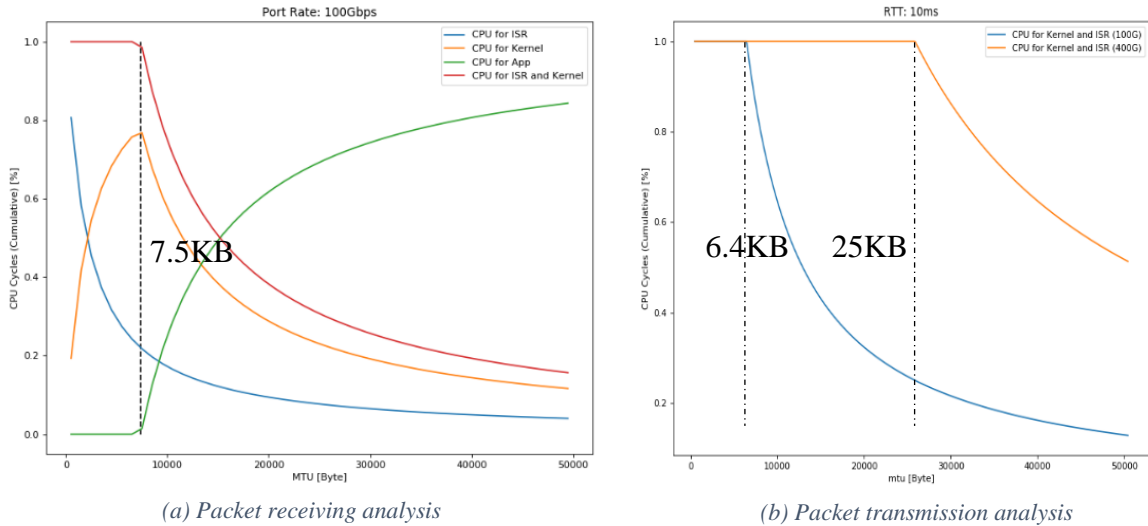 Port Rate: 100Gbps
CPU Cycles (Cumulative) [%]
1.0
0.8
0.6
0.4
0.2
0.0
CPU for ISR
CPU for Kernel
CPU for App
CPU for ISR and Kernel
7.5KB
0
10000
20000
30000
40000
50000
MTU [Byte]
(a) Packet receiving analysis
RTT: 10ms
CPU Cycles (Cumulative) [%]
1.0
0.8
0.6
0.4
0.2
CPU for Kernel and ISR (100G)
CPU for Kernel and ISR (400G)
6.4KB
25KB
0
10000
20000
30000
40000
50000
mtu [Byte]
(b) Packet transmission analysis